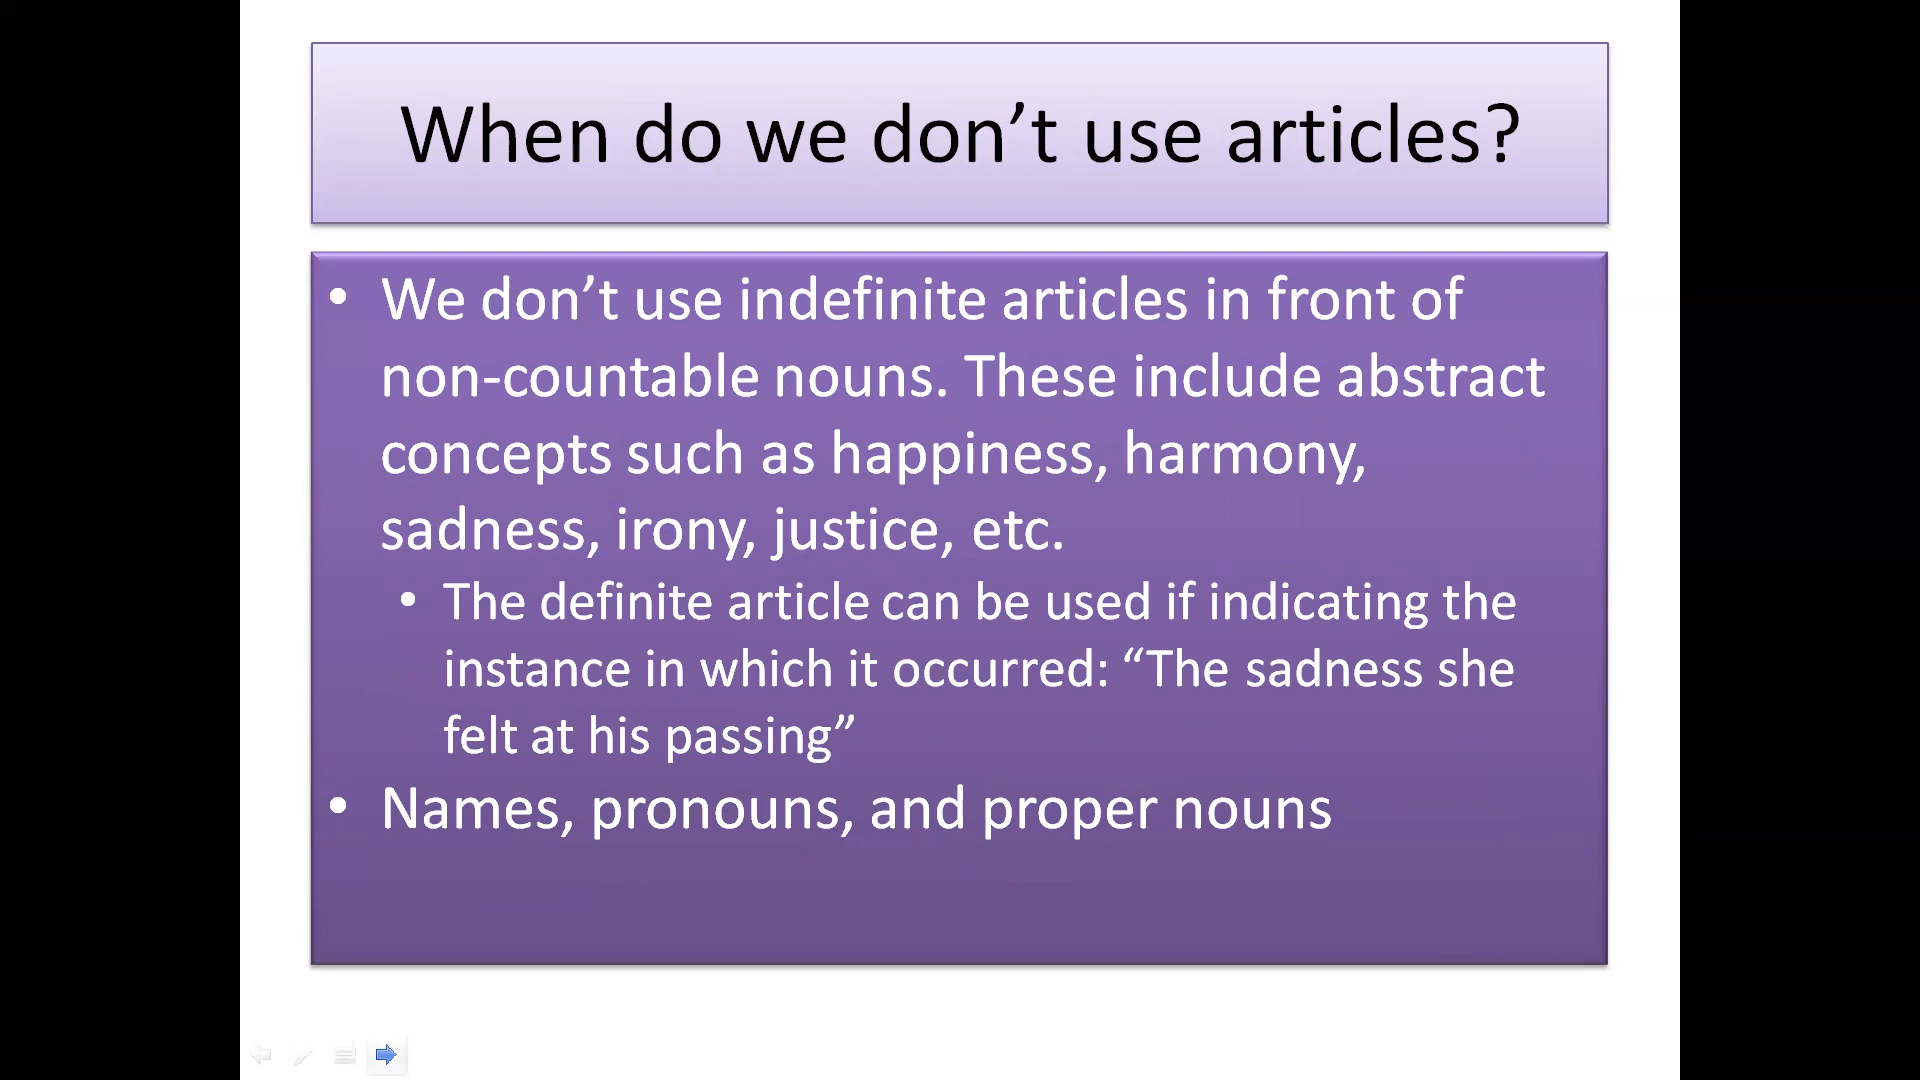 When do we don’t use articles?
• We don’t use indefinite articles in front of
non-countable nouns. These include abstract
concepts such as happiness, harmony,
sadness, irony, justice, etc.
• The definite article can be used if indicating the
instance in which it occurred: “The sadness she
felt at his passing”
• Names, pronouns, and proper nouns